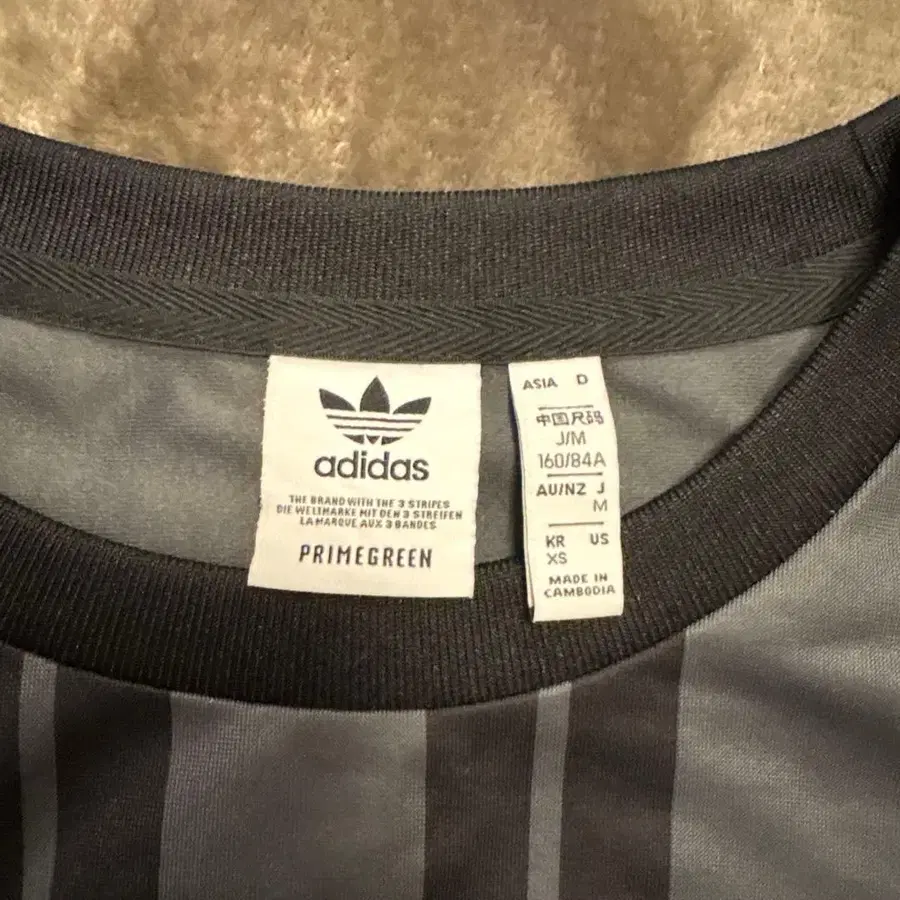 adidas
THE BRAND WITH THE 3 STRIPES
DIE WELTMARKE MIT DEN 3 STREIFEN
LA MARQUE AUX 3 BANDES
PRIMEGREEN
ASIA D
中国尺码
J/M
160/84A
AU/NZ J
M
KR US
XS
MADE IN
CAMBODIA